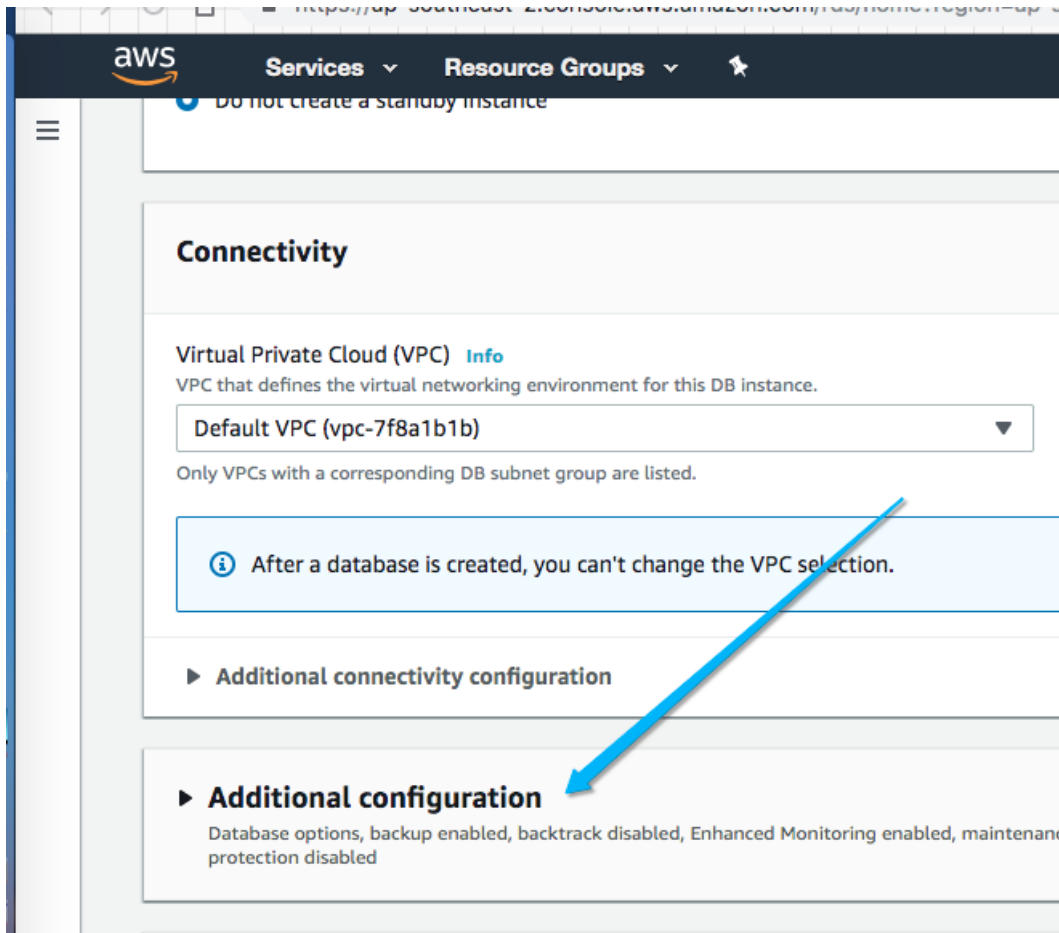 aws
Services
Resource Groups
Do not create a standby instance
Connectivity
Virtual Private Cloud (VPC) Info
VPC that defines the virtual networking environment for this DB instance.
Default VPC (vpc-7f8a1b1b)
Only VPCs with a corresponding DB subnet group are listed.
After a database is created, you can't change the VPC selection.
Additional connectivity configuration
Additional configuration
Database options, backup enabled, backtrack disabled, Enhanced Monitoring enabled,
protection disabled